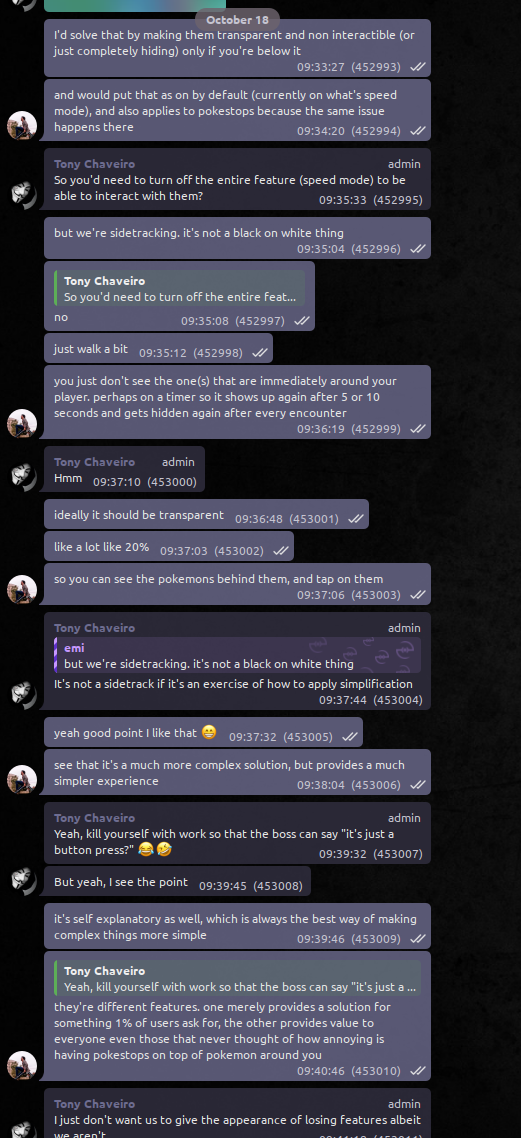 October 18
I'd solve that by making them transparent and non interactible (or
just completely hiding) only if you're below it
09:33:27 (452993)
and would put that as on by default (currently on what's speed
mode), and also applies to pokestops because the same issue
happens there
09:34:20 (452994)
Tony Chaveiro admin
So you'd need to turn off the entire feature (speed mode) to be
able to interact with them?
09:35:33 (452995)
but we're sidetracking. it's not a black on white thing
09:35:04 (452996)
Tony Chaveiro
So you'd need to turn off the entire feat...
no 09:35:08 (452997)
just walk a bit 09:35:12 (452998)
you just don't see the one(s) that are immediately around your
player. perhaps on a timer so it shows up again after 5 or 10
seconds and gets hidden again after every encounter
09:36:19 (452999)
Tony Chaveiro admin
Hmm 09:37:10 (453000)
ideally it should be transparent 09:36:48 (453001)
like a lot like 20% 09:37:03 (453002)
so you can see the pokemons behind them, and tap on them
09:37:06 (453003)
Tony Chaveiro admin
emi
but we're sidetracking. it's not a black on white thing
It's not a sidetrack if it's an exercise of how to apply simplification
09:37:44 (453004)
yeah good point I like that 😁 09:37:32 (453005)
see that it's a much more complex solution, but provides a much
simpler experience
09:38:04 (453006)
Tony Chaveiro admin
Yeah, kill yourself with work so that the boss can say "it's just a
button press?" 😂🤣
09:39:32 (453007)
But yeah, I see the point 09:39:45 (453008)
it's self explanatory as well, which is always the best way of making
complex things more simple
09:39:46 (453009)
Tony Chaveiro
Yeah, kill yourself with work so that the boss can say "it's just a ...
they're different features. one merely provides a solution for
something 1% of users ask for, the other provides value to
everyone even those that never thought of how annoying is
having pokestops on top of pokemon around you
09:40:46 (453010)
Tony Chaveiro admin
I just don't want us to give the appearance of losing features albeit
we aren't